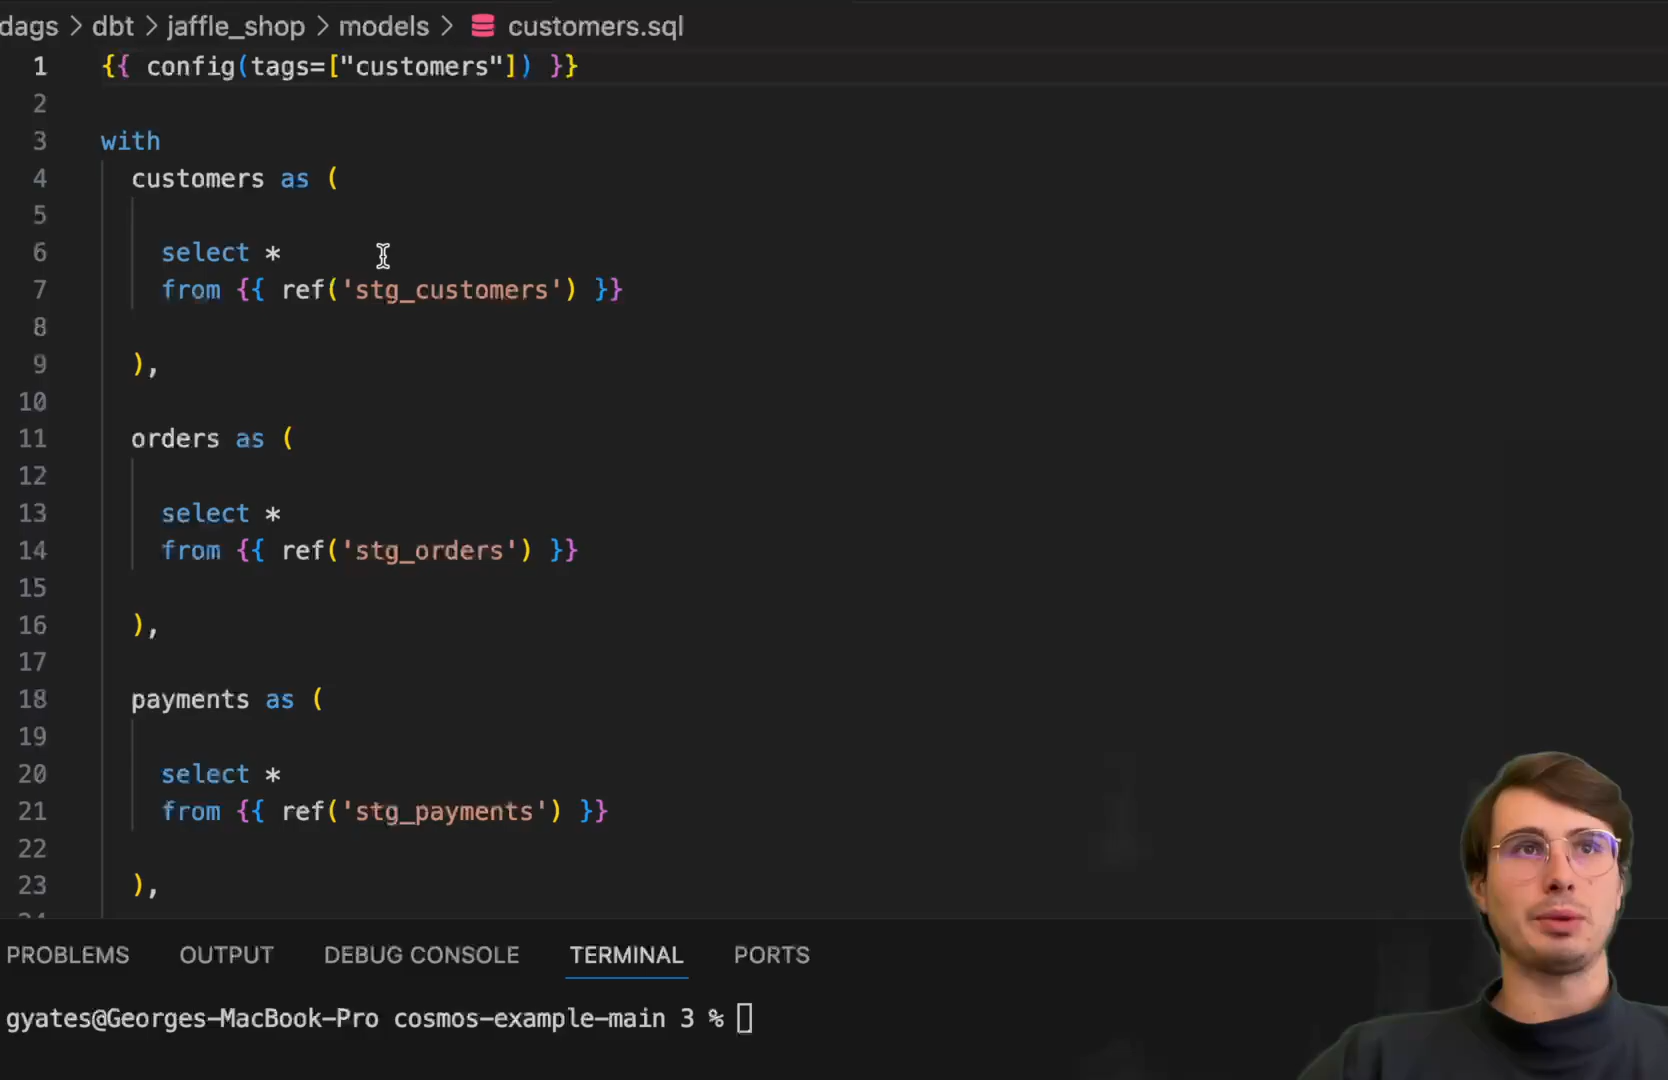 dags > dbt > jaffle_shop > models > customers.sql
1 {{ config(tags=["customers"]) }}
2
3 with
4 customers as (
5
6 select *
7 from {{ ref('stg_customers') }}
8
9 ),
10
11 orders as (
12
13 select *
14 from {{ ref('stg_orders') }}
15
16 ),
17
18 payments as (
19
20 select *
21 from {{ ref('stg_payments') }}
22
23 ),
24
PROBLEMS OUTPUT DEBUG CONSOLE TERMINAL PORTS
gyates@Georges-MacBook-Pro cosmos-example-main 3 %